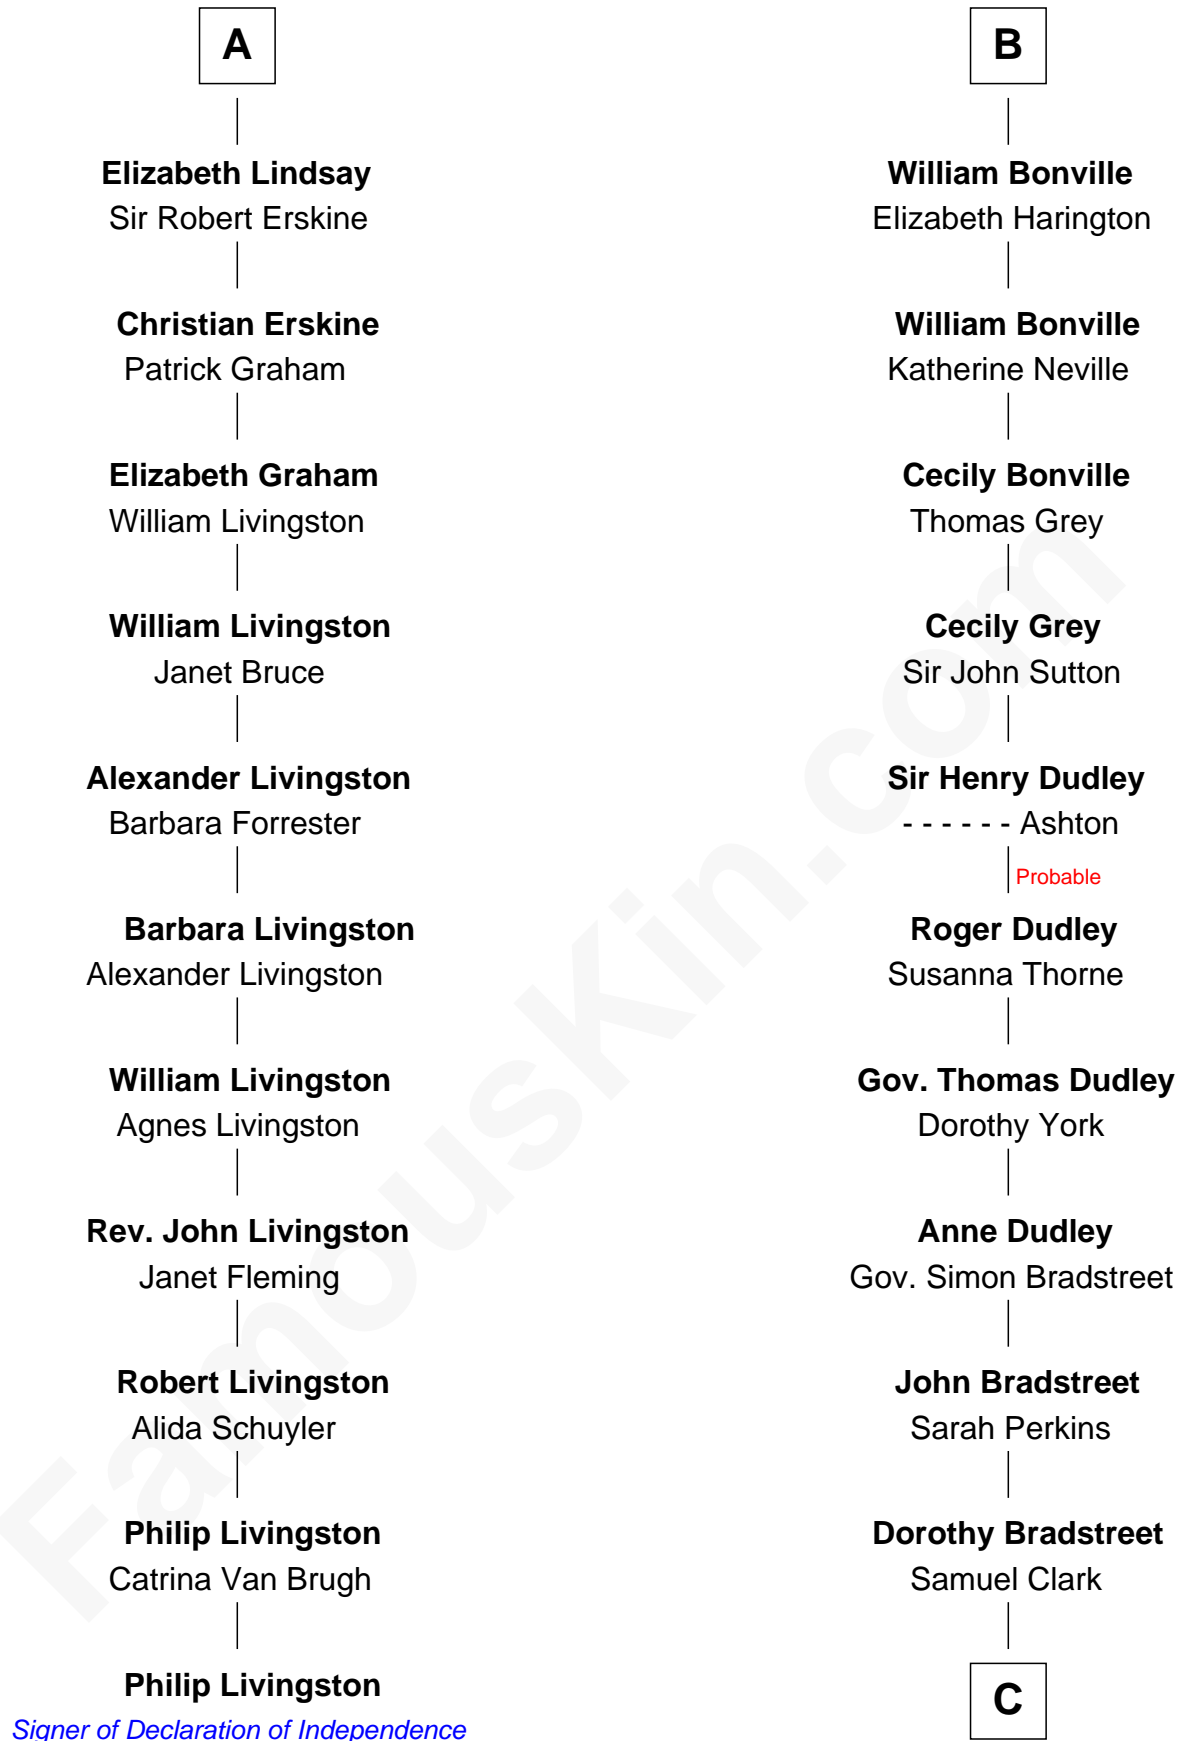 A
Elizabeth Lindsay
Sir Robert Erskine
Christian Erskine
Patrick Graham
Elizabeth Graham
William Livingston
William Livingston
Janet Bruce
Alexander Livingston
Barbara Forrester
Barbara Livingston
Alexander Livingston
William Livingston
Agnes Livingston
Rev. John Livingston
Janet Fleming
Robert Livingston
Alida Schuyler
Philip Livingston
Catrina Van Brugh
Philip Livingston
Signer of Declaration of Independence
B
William Bonville
Elizabeth Harington
William Bonville
Katherine Neville
Cecily Bonville
Thomas Grey
Cecily Grey
Sir John Sutton
Sir Henry Dudley
- - - - - - Ashton
Probable
Roger Dudley
Susanna Thorne
Gov. Thomas Dudley
Dorothy York
Anne Dudley
Gov. Simon Bradstreet
John Bradstreet
Sarah Perkins
Dorothy Bradstreet
Samuel Clark
C
FamousKin.com